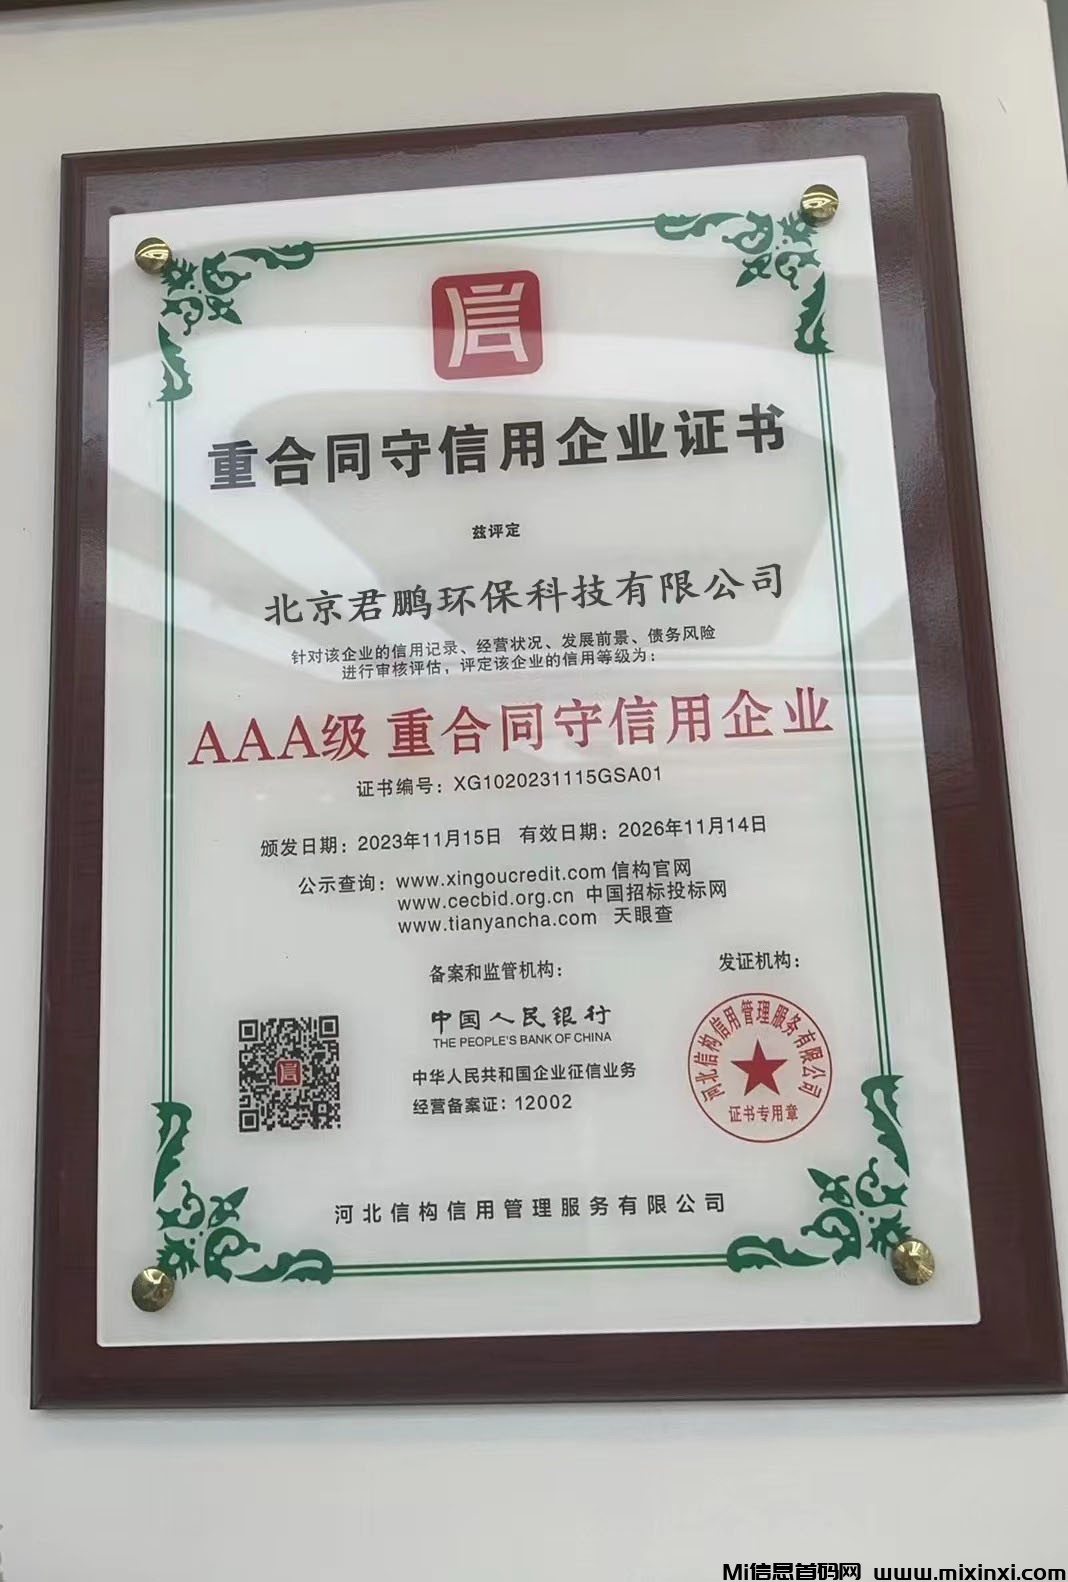 信
重合同守信用企业证书
兹评定
北京君鹏环保科技有限公司
针对该企业的信用记录、经营状况、发展前景、债务风险
进行审核评估，评定该企业的信用等级为：
AAA级 重合同守信用企业
证书编号：XG1020231115GSA01
颁发日期：2023年11月15日 有效日期：2026年11月14日
公示查询：www.xingoucredit.com 信构官网
www.cecbid.org.cn 中国招标投标网
www.tianyancha.com 天眼查
备案和监管机构：
发证机构：
中国人民银行
THE PEOPLE'S BANK OF CHINA
中华人民共和国企业征信业务
经营备案证：12002
河北信构信用管理服务有限公司
证书专用章
河北信构信用管理服务有限公司
Mi信息首码网 www.mixinxi.com